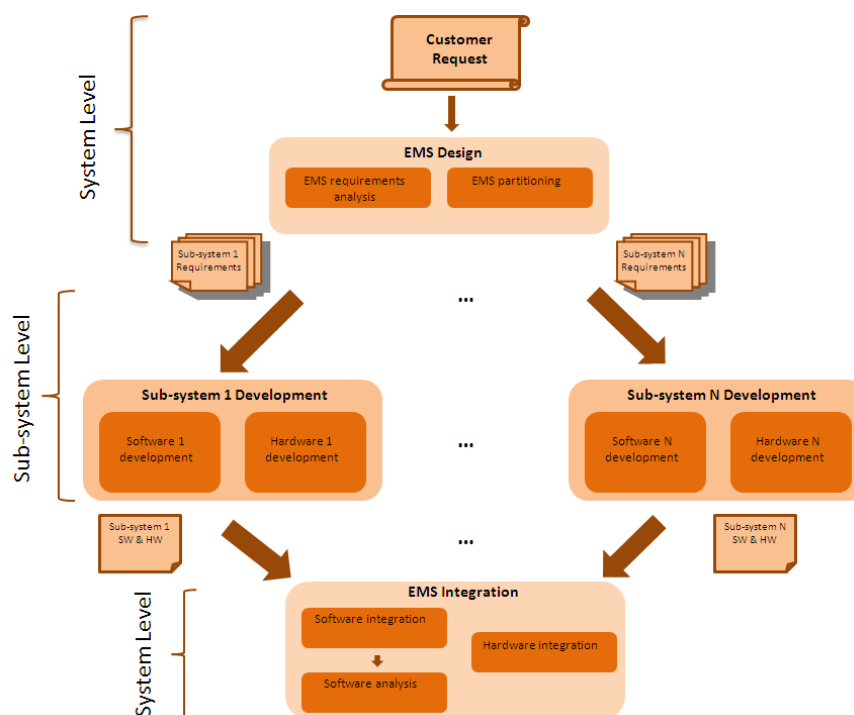 Customer
Request
System Level
EMS Design
EMS requirements
analysis
EMS partitioning
Sub-system 1
Requirements
...
Sub-system N
Requirements
Sub-system Level
Sub-system 1 Development
Software 1
development
Hardware 1
development
...
Sub-system N Development
Software N
development
Hardware N
development
Sub-system 1
SW & HW
...
Sub-system N
SW & HW
System Level
EMS Integration
Software integration
Hardware integration
Software analysis